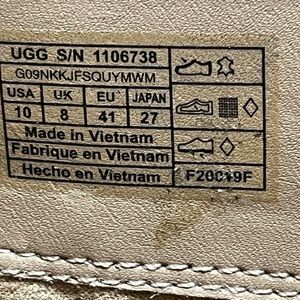 UGG S/N 1106738
G09NKKJFSQUYMWM
USA UK EU JAPAN
10 8 41 27
Made in Vietnam
Fabrique en Vietnam
Hecho en Vietnam
F20019F